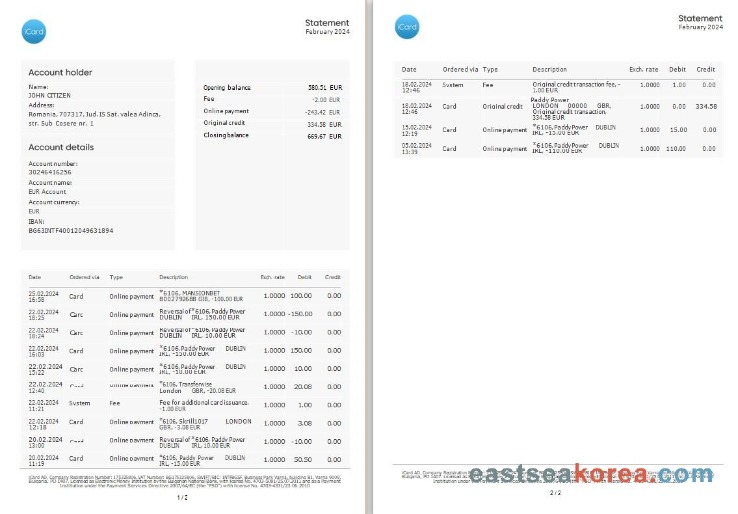 iCard
Statement
February 2024
Account holder
Name:
JOHN CITIZEN
Address:
Romania, 707317, Jud. IS Sat. valea Adinca,
str. Sub Cosere nr. 1
Account details
Account number:
30246416256
Account name:
EUR Account
Account currency:
EUR
IBAN:
BG63INTF40012049631894
Opening balance 580.51 EUR
Fee -2.00 EUR
Online payment -243.42 EUR
Original credit 334.58 EUR
Closing balance 669.67 EUR
Date Ordered via Type Description Exch. rate Debit Credit
25.02.2024 16:58 Card Online payment *6106, MANSIONBET GIB, -100.00 EUR 1.0000 100.00 0.00
22.02.2024 18:25 Carc Online payment Reversal of *6106, Paddy Power DUBLIN IRL, 150.00 EUR 1.0000 -150.00 0.00
22.02.2024 18:24 Carc Online payment Reversal of *6106, Paddy Power DUBLIN IRL, 10.00 EUR 1.0000 -10.00 0.00
22.02.2024 16:03 Card Online payment *6106, Paddy Power DUBLIN IRL, -150.00 EUR 1.0000 150.00 0.00
22.02.2024 15:22 Carc Online payment *6106, Paddy Power DUBLIN IRL, -10.00 EUR 1.0000 10.00 0.00
22.02.2024 12:40 Online payment *6106, Transferwise London GBR, -20.08 EUR 1.0000 20.08 0.00
22.02.2024 11:21 System Fee Fee for additional card issuance, -1.00 EUR 1.0000 1.00 0.00
22.02.2024 12:18 Card Online payment *6106, Skrill1017 LONDON GBR, -3.08 EUR 1.0000 3.08 0.00
20.02.2024 13:00 Online payment Reversal of *6106, Paddy Power DUBLIN IRL, 10.00 EUR 1.0000 -10.00 0.00
20.02.2024 11:19 Card Online payment *6106, Paddy Power DUBLIN IRL, -15.00 EUR 1.0000 50.50 0.00
1/2
iCard
Statement
February 2024
Date Ordered via Type Description Exch. rate Debit Credit
18.02.2024 12:46 System Fee Original credit transaction fee, -1.00 EUR 1.0000 1.00 0.00
18.02.2024 12:46 Card Original credit Paddy Power LONDON 00000 GBR, Original credit transaction, 334.58 EUR 1.0000 0.00 334.58
15.02.2024 12:19 Card Online payment *6106, Paddy Power DUBLIN IRL, -15.00 EUR 1.0000 15.00 0.00
05.02.2024 13:39 Card Online payment *6106, Paddy Power DUBLIN IRL, -110.00 EUR 1.0000 110.00 0.00
eastseakorea.com
2/2